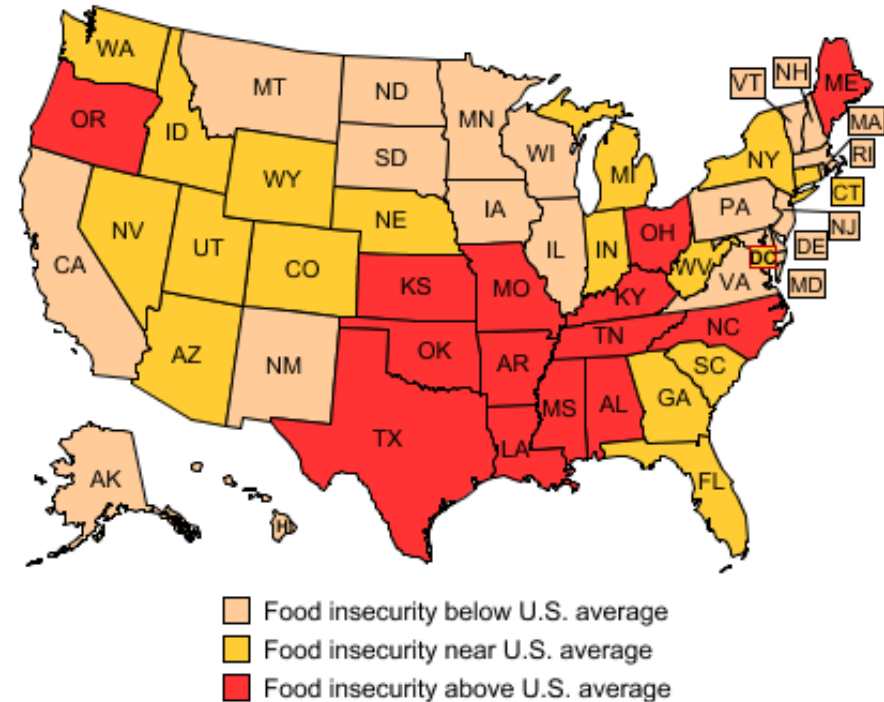 WA
MT
ND
MN
VT
NH
ME
OR
ID
SD
WI
MI
NY
MA
RI
CT
WY
IA
PA
NJ
NV
NE
IL
IN
OH
DE
CA
UT
CO
KS
MO
WV
DC
VA
MD
KY
AZ
NM
OK
AR
TN
NC
SC
TX
LA
MS
AL
GA
FL
AK
H
Food insecurity below U.S. average
Food insecurity near U.S. average
Food insecurity above U.S. average